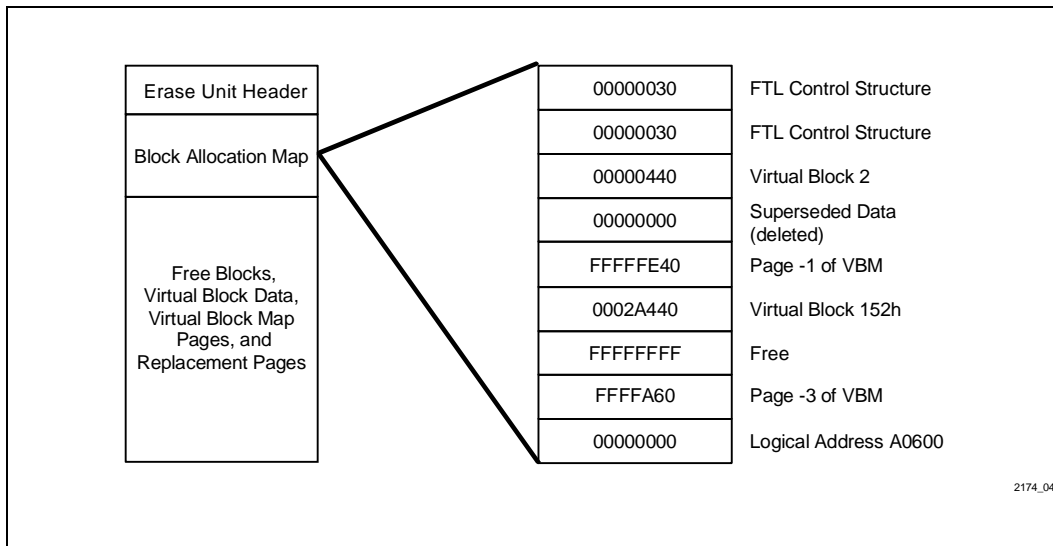 Erase Unit Header
Block Allocation Map
Free Blocks,
Virtual Block Data,
Virtual Block Map
Pages, and
Replacement Pages
00000030 FTL Control Structure
00000030 FTL Control Structure
00000440 Virtual Block 2
00000000 Superseded Data
(deleted)
FFFFFE40 Page -1 of VBM
0002A440 Virtual Block 152h
FFFFFFFF Free
FFFFA60 Page -3 of VBM
00000000 Logical Address A0600
2174_04